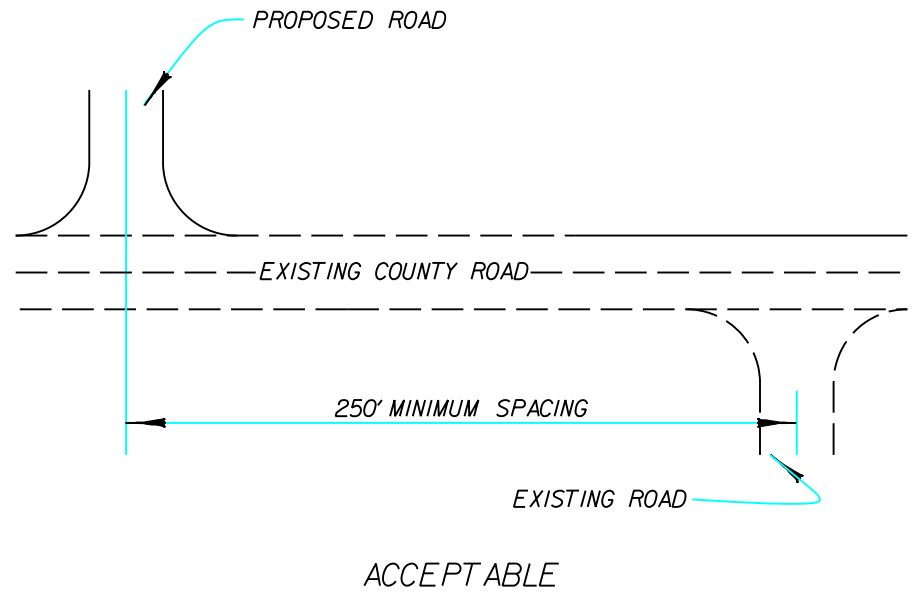 PROPOSED ROAD
EXISTING COUNTY ROAD
250' MINIMUM SPACING
EXISTING ROAD
ACCEPTABLE